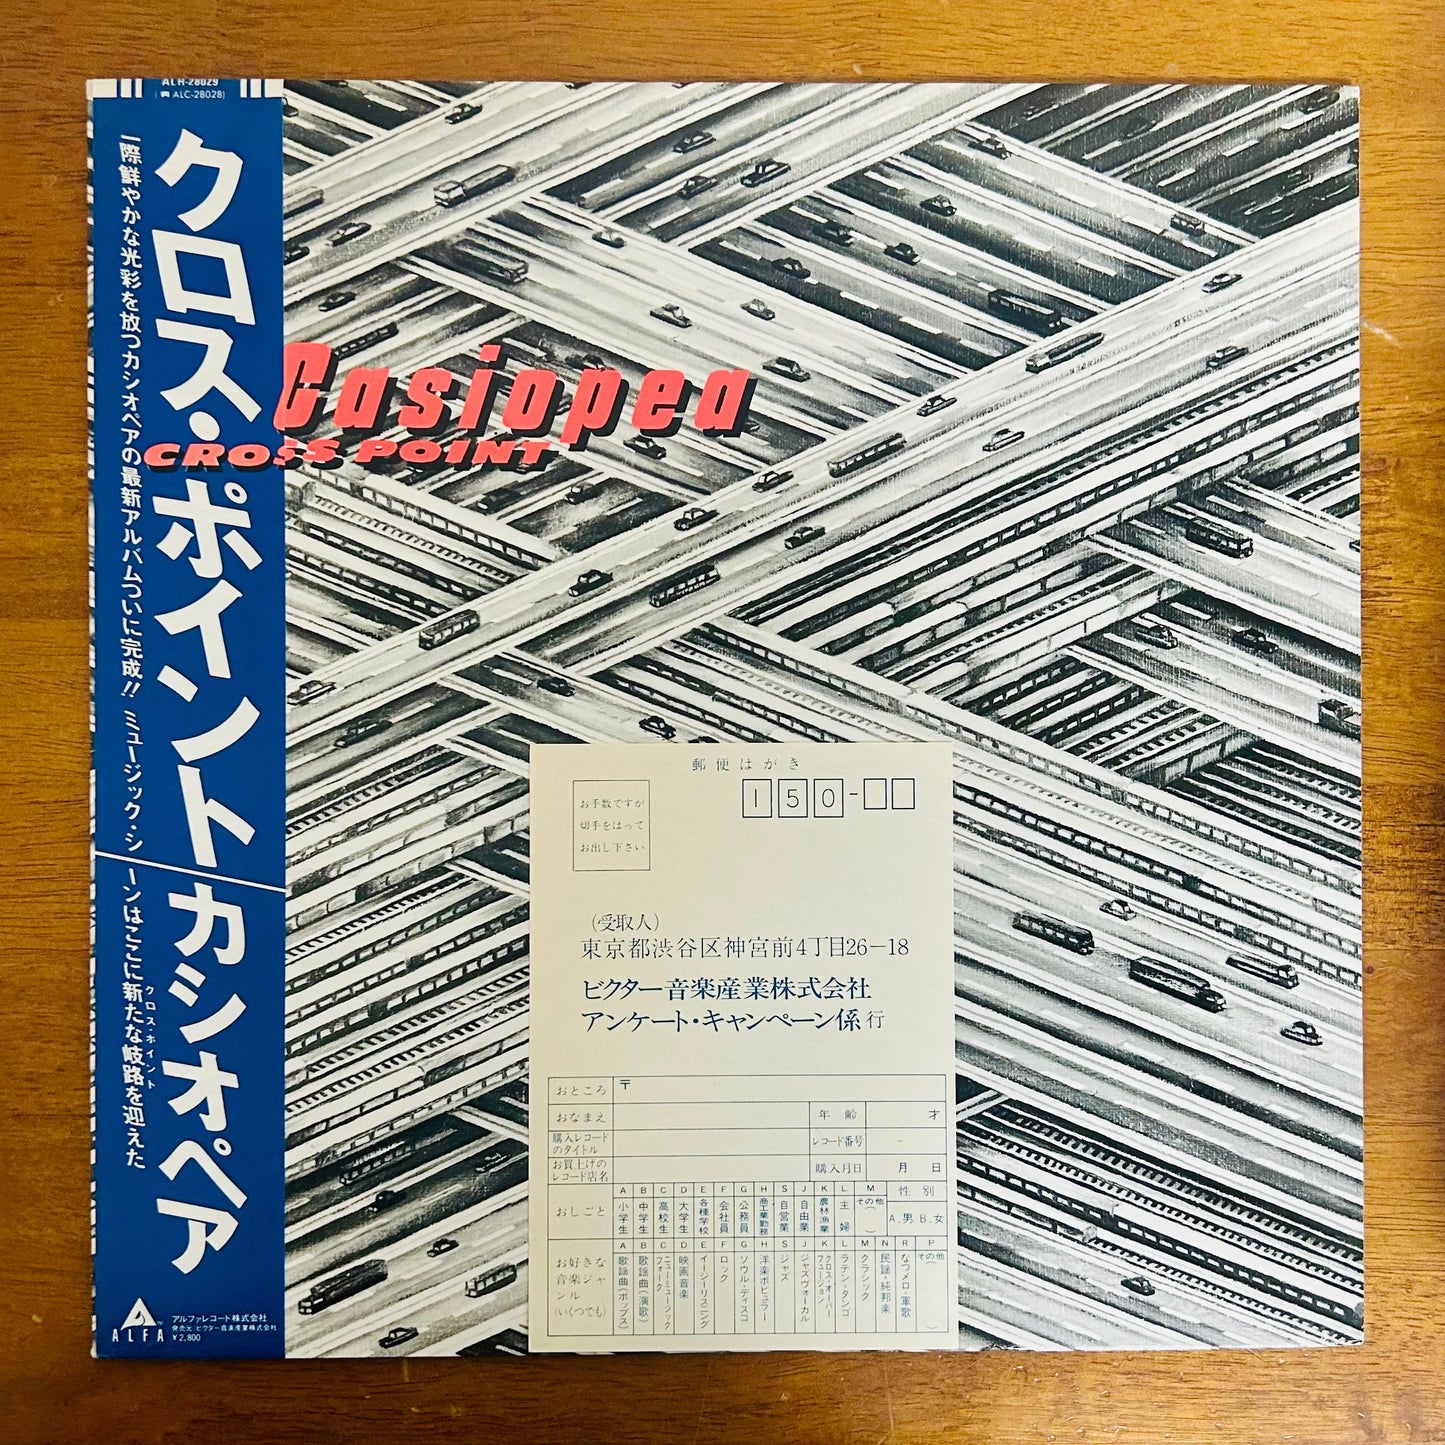 ALH-28029
ALC-28028)
クロス・ポイント
カシオペア
一際鮮やかな光彩を放つカシオペアの最新アルバムついに完成!! ミュージック・シーンはここに新たな岐路を迎えた
クロス・ポイント
Casiopea
CROSS POINT
ALFA
アルファレコード株式会社
発売元 ビクター音楽産業株式会社
¥2,800
郵便はがき
お手数ですが
切手をはって
お出し下さい
150-
(受取人)
東京都渋谷区神宮前4丁目26-18
ビクター音楽産業株式会社
アンケート・キャンペーン係 行
おところ 〒
おなまえ 年齢 才
購入レコードのタイトル レコード番号 -
お買上げのレコード店名 購入月日 月 日
おしごと
A 小学生
B 中学生
C 高校生
D 大学生
E 各種学校
F 会社員
G 公務員
H 商工業勤務
S 自営業
J 自由業
K 農林漁業
L 主婦
M その他( )
性別
A.男 B.女
お好きな音楽ジャンル(いくつでも)
A 歌謡曲(ポップス)
B 歌謡曲(演歌)
C ニューミュージック フォーク
D 映画音楽
E イージーリスニング
F ロック
G ソウル・ディスコ
H 洋楽ポピュラー
S ジャズ
J ジャズヴォーカル
K クロス・オーバー フュージョン
L ラテン・タンゴ
M クラシック
N 民謡・純邦楽
R なつメロ・軍歌
P その他( )